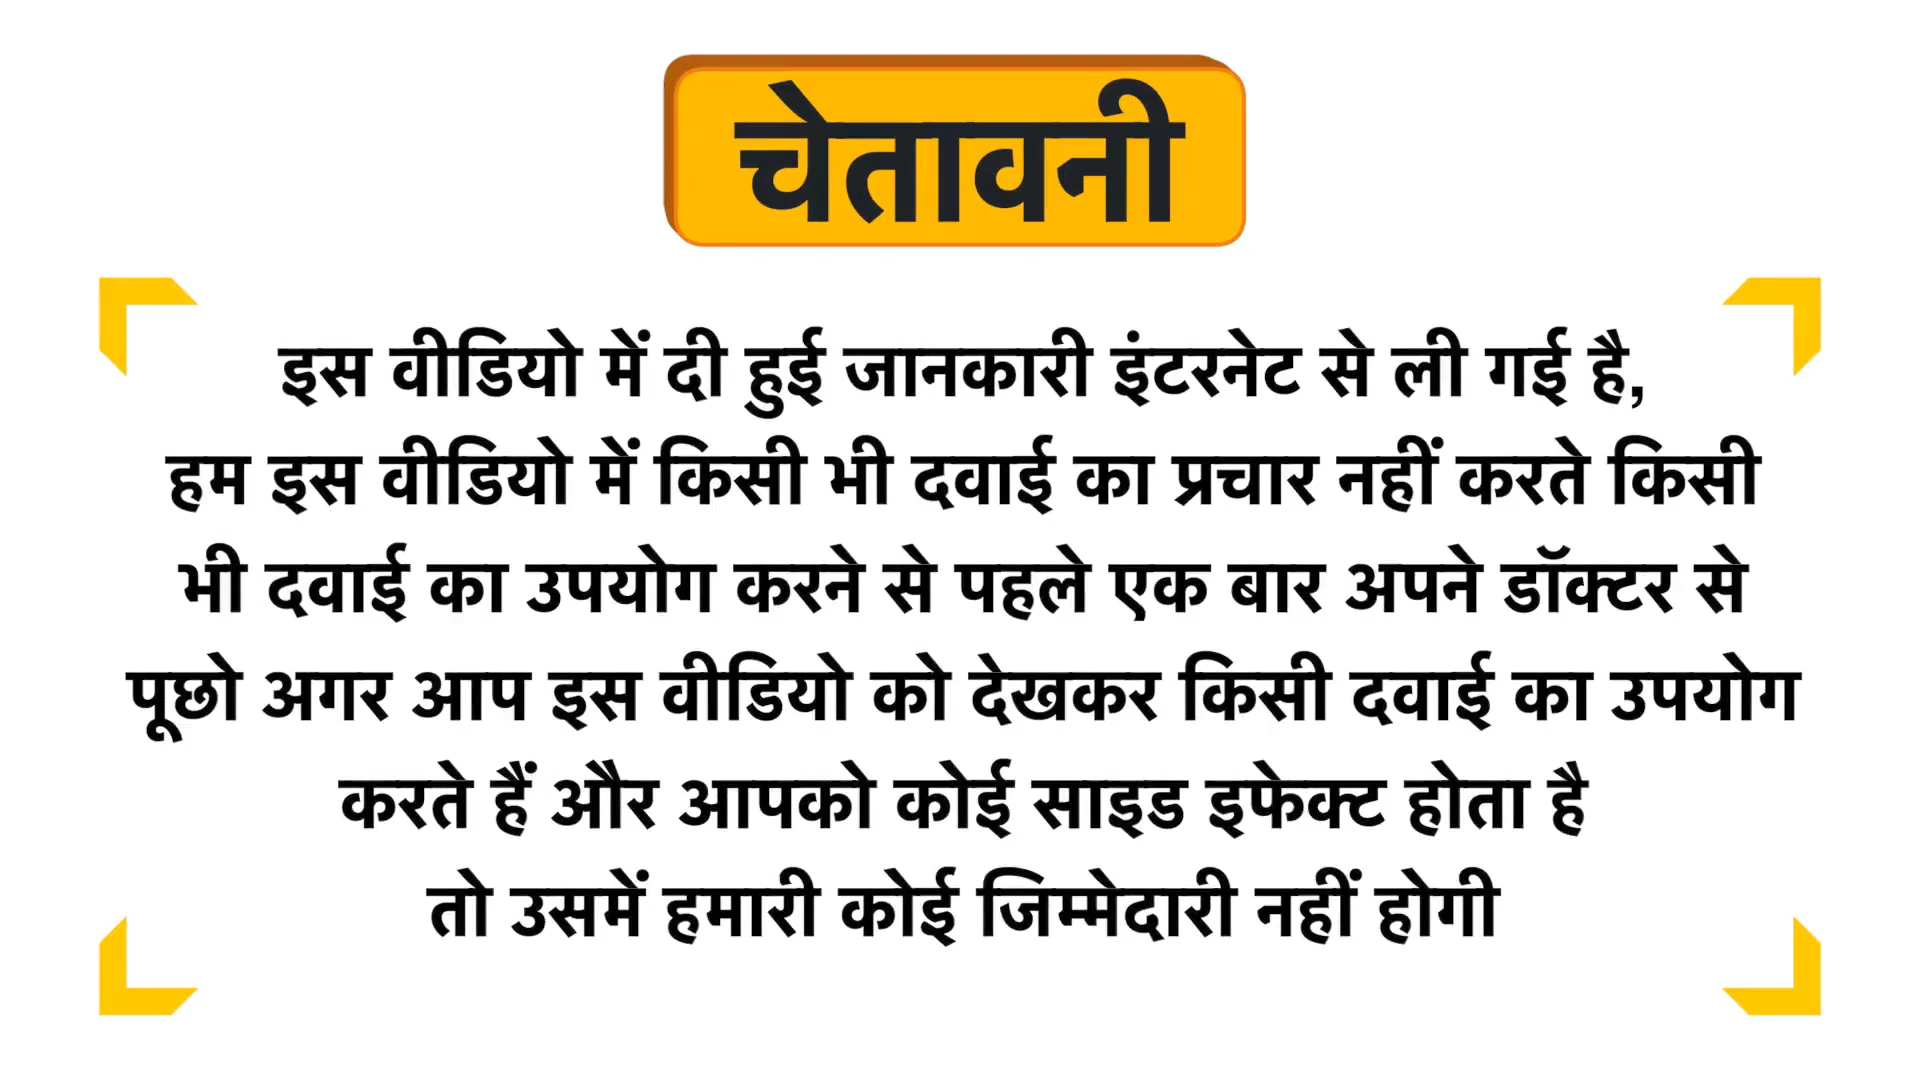 चेतावनी
इस वीडियो में दी हुई जानकारी इंटरनेट से ली गई है,
हम इस वीडियो में किसी भी दवाई का प्रचार नहीं करते किसी
भी दवाई का उपयोग करने से पहले एक बार अपने डॉक्टर से
पूछो अगर आप इस वीडियो को देखकर किसी दवाई का उपयोग
करते हैं और आपको कोई साइड इफेक्ट होता है
तो उसमें हमारी कोई जिम्मेदारी नहीं होगी